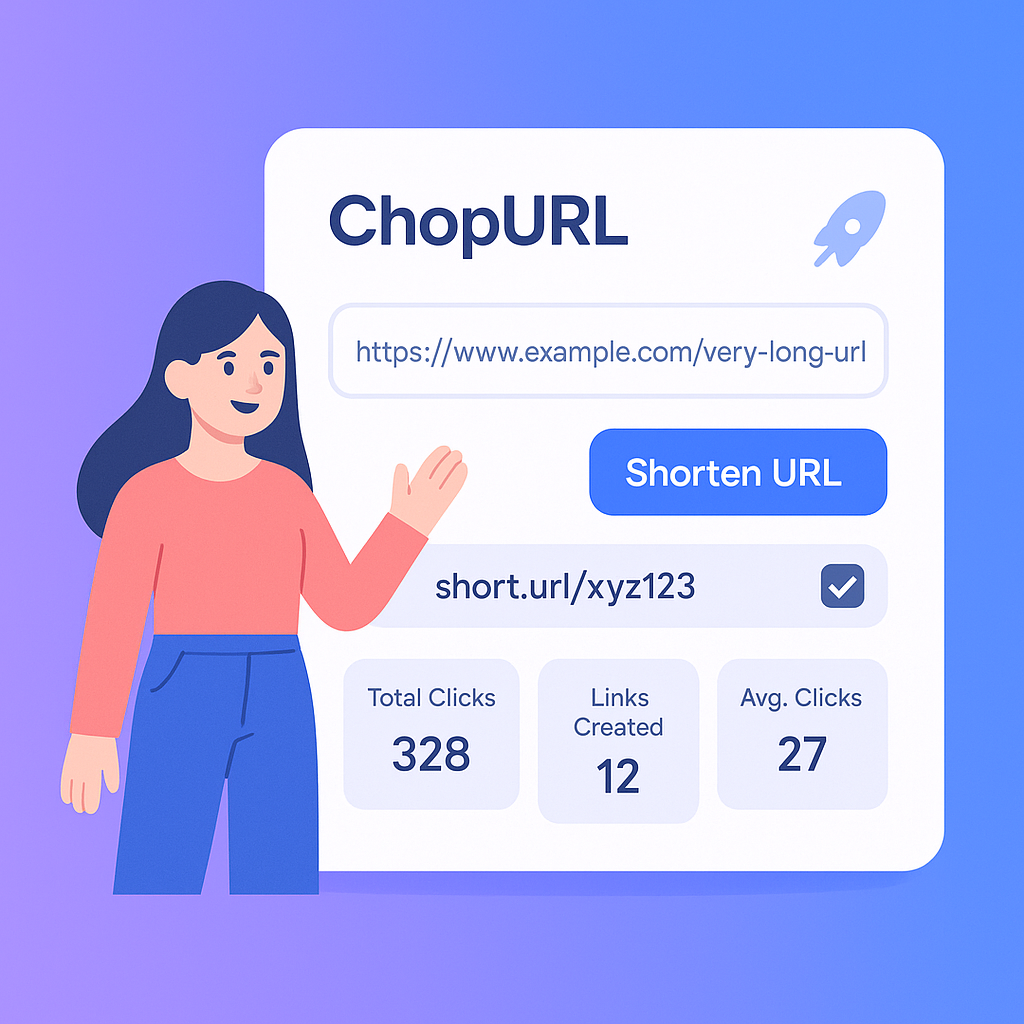 ChopURL
https://www.example.com/very-long-url
Shorten URL
short.url/xyz123
Total Clicks
328
Links
Created
12
Avg. Clicks
27